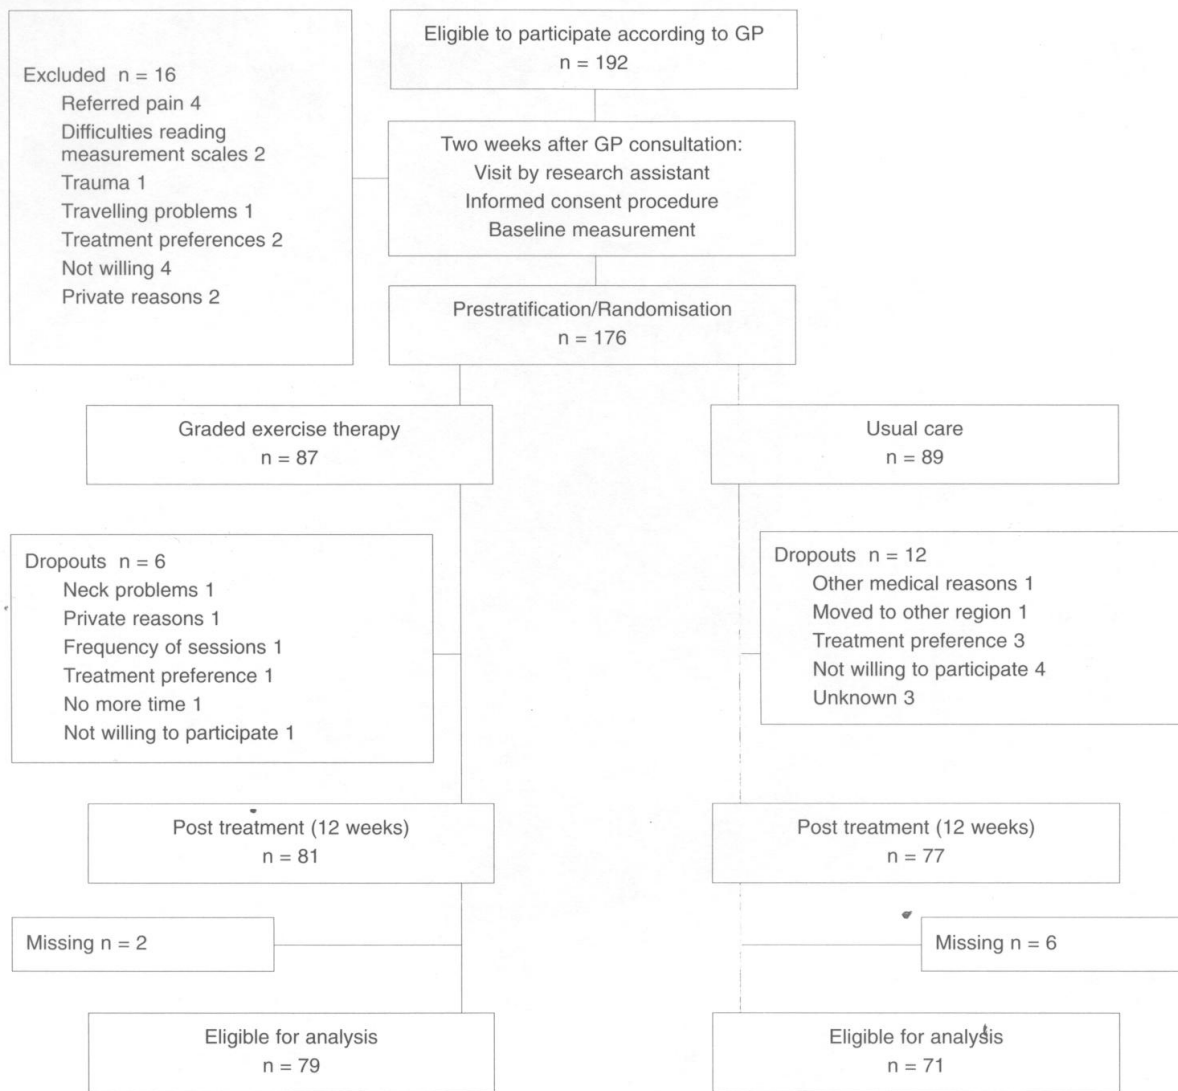 Eligible to participate according to GP
n = 192
Excluded n = 16
Referred pain 4
Difficulties reading
measurement scales 2
Trauma 1
Travelling problems 1
Treatment preferences 2
Not willing 4
Private reasons 2
Two weeks after GP consultation:
Visit by research assistant
Informed consent procedure
Baseline measurement
Prestratification/Randomisation
n = 176
Graded exercise therapy
n = 87
Usual care
n = 89
Dropouts n = 6
Neck problems 1
Private reasons 1
Frequency of sessions 1
Treatment preference 1
No more time 1
Not willing to participate 1
Dropouts n = 12
Other medical reasons 1
Moved to other region 1
Treatment preference 3
Not willing to participate 4
Unknown 3
Post treatment (12 weeks)
n = 81
Post treatment (12 weeks)
n = 77
Missing n = 2
Missing n = 6
Eligible for analysis
n = 79
Eligible for analysis
n = 71